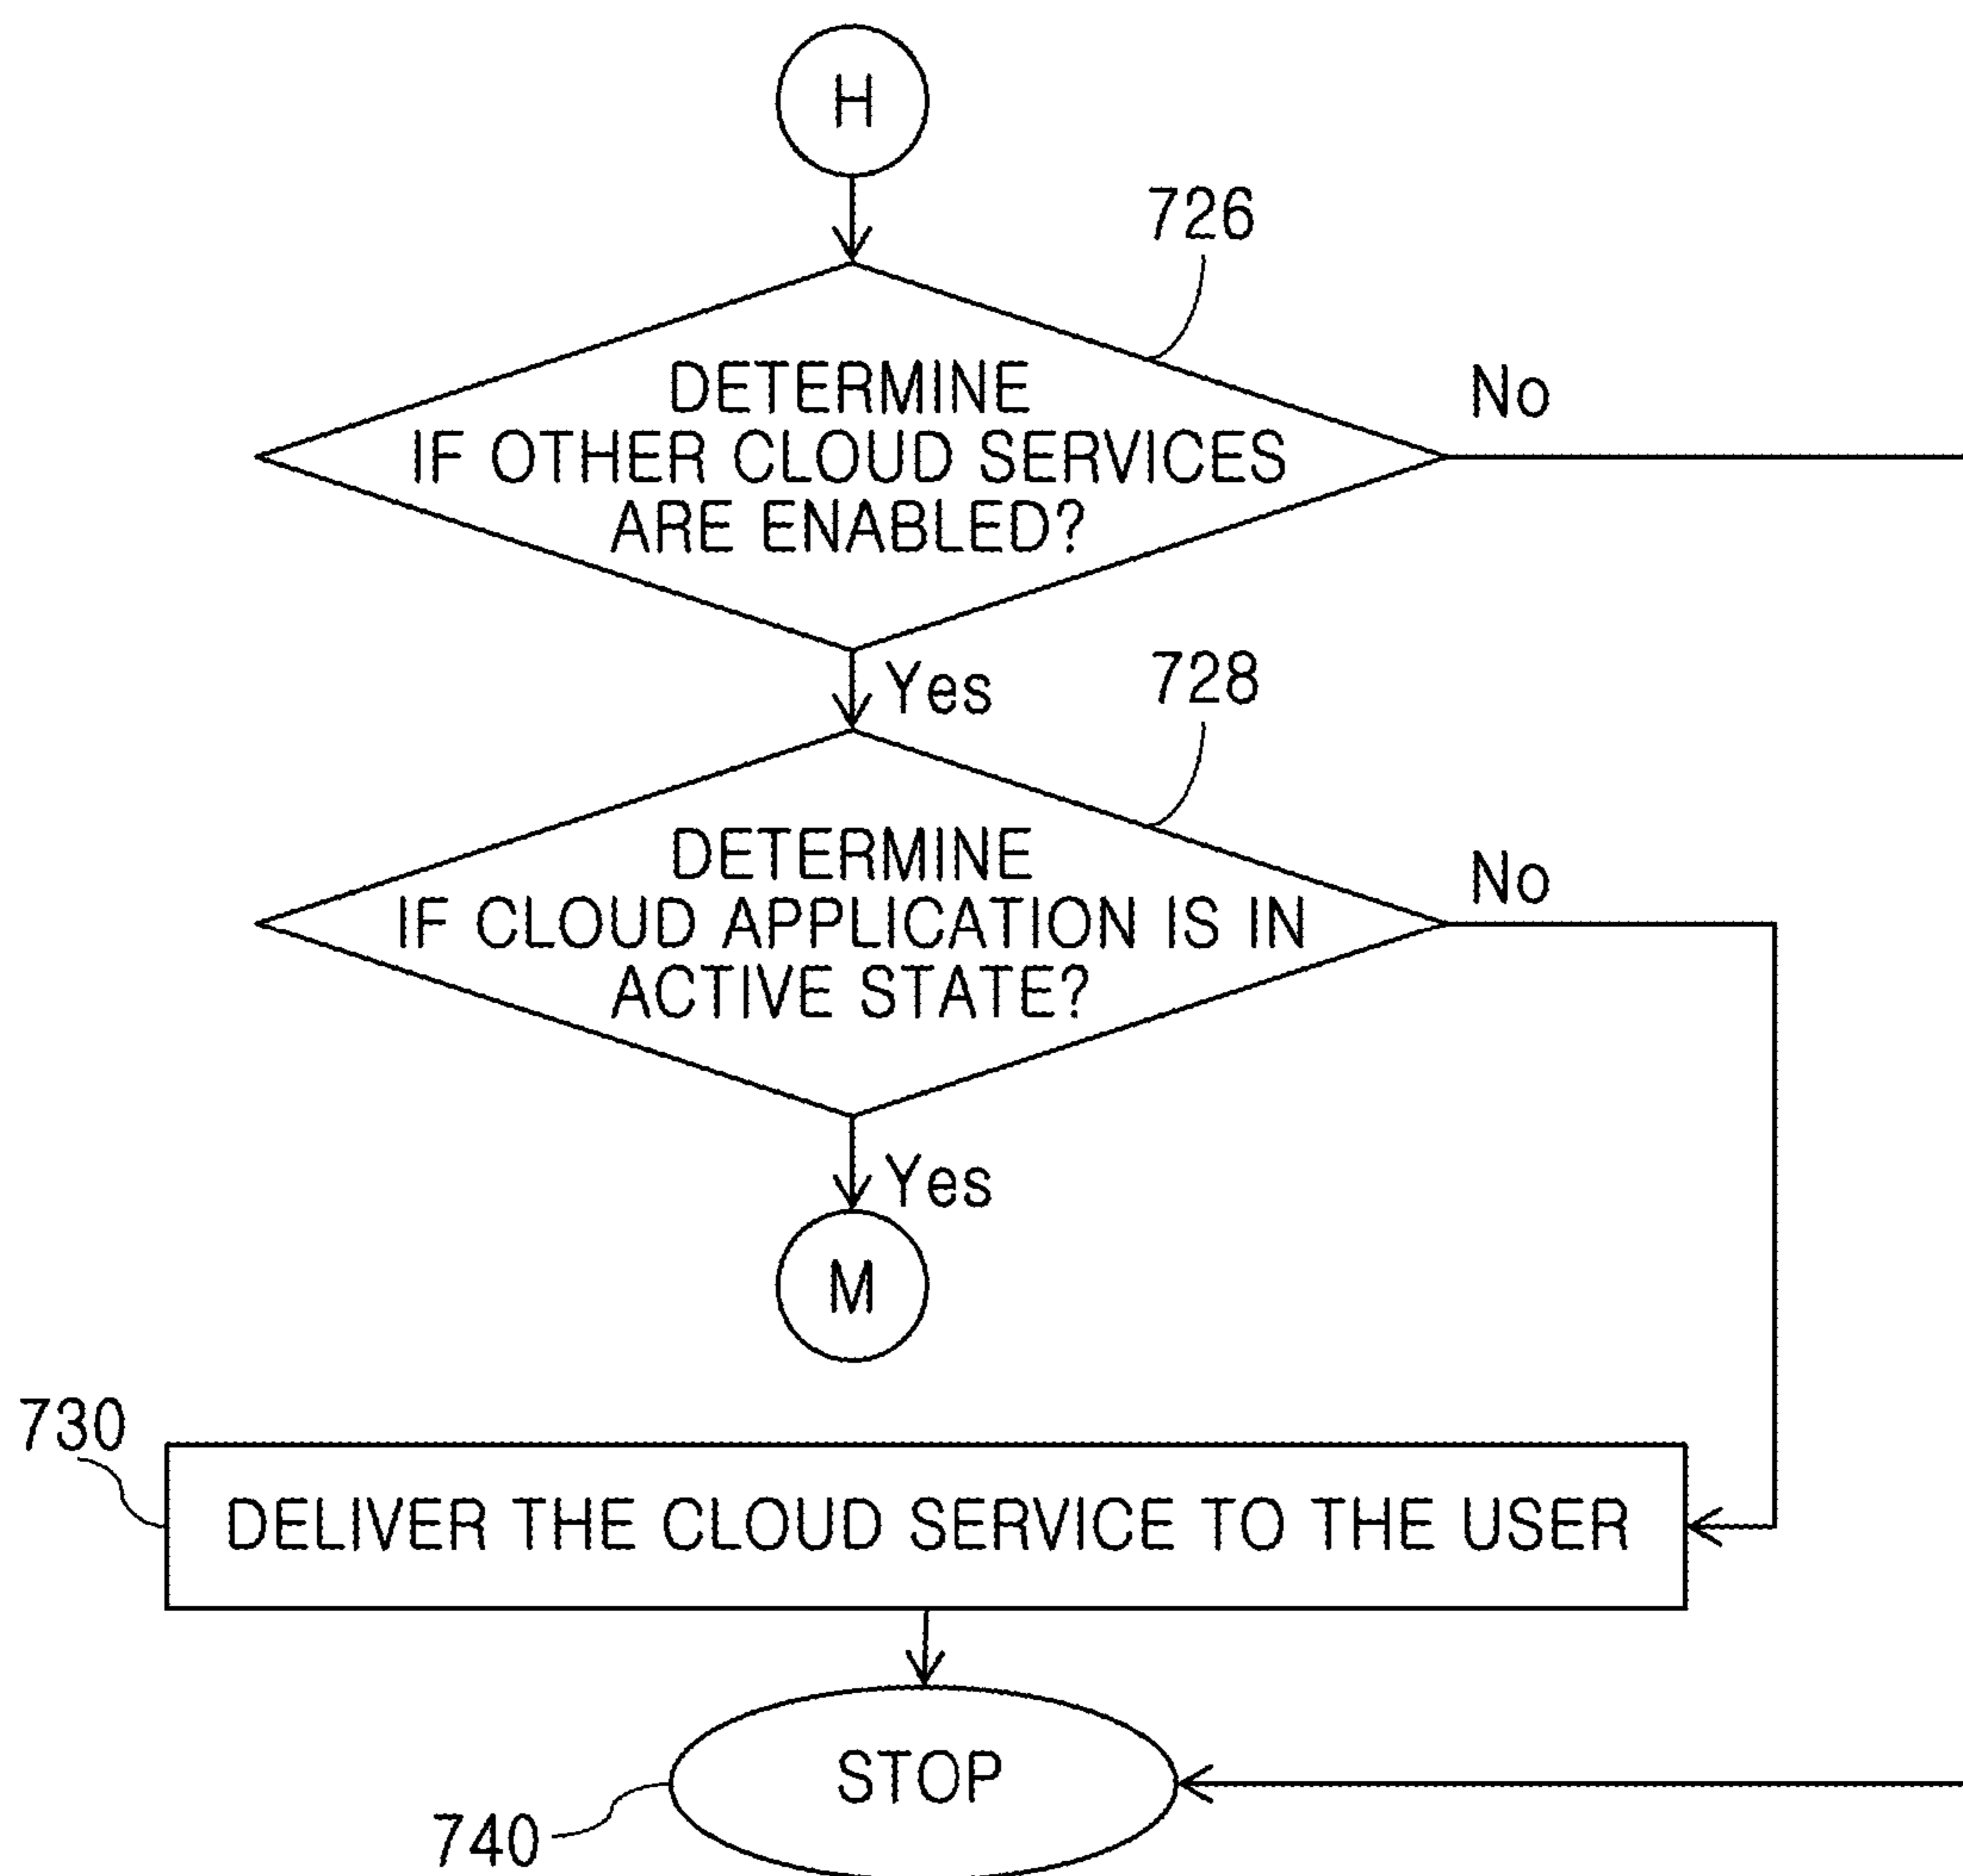 H
726
DETERMINE
IF OTHER CLOUD SERVICES
ARE ENABLED?
No
Yes
728
DETERMINE
IF CLOUD APPLICATION IS IN
ACTIVE STATE?
No
Yes
M
730
DELIVER THE CLOUD SERVICE TO THE USER
STOP
740